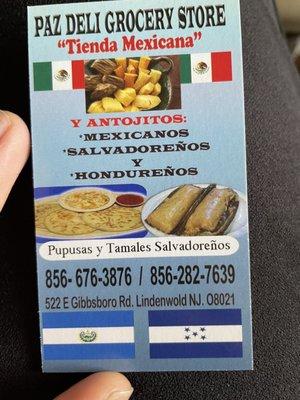 PAZ DELI GROCERY STORE
“Tienda Mexicana”
Y ANTOJITOS:
*MEXICANOS
*SALVADOREÑOS
Y
*HONDUREÑOS
Pupusas y Tamales Salvadoreños
856- 676-3876 / 856-282-7639
522 E Gibbsboro Rd. Lindenwold NJ. O8021